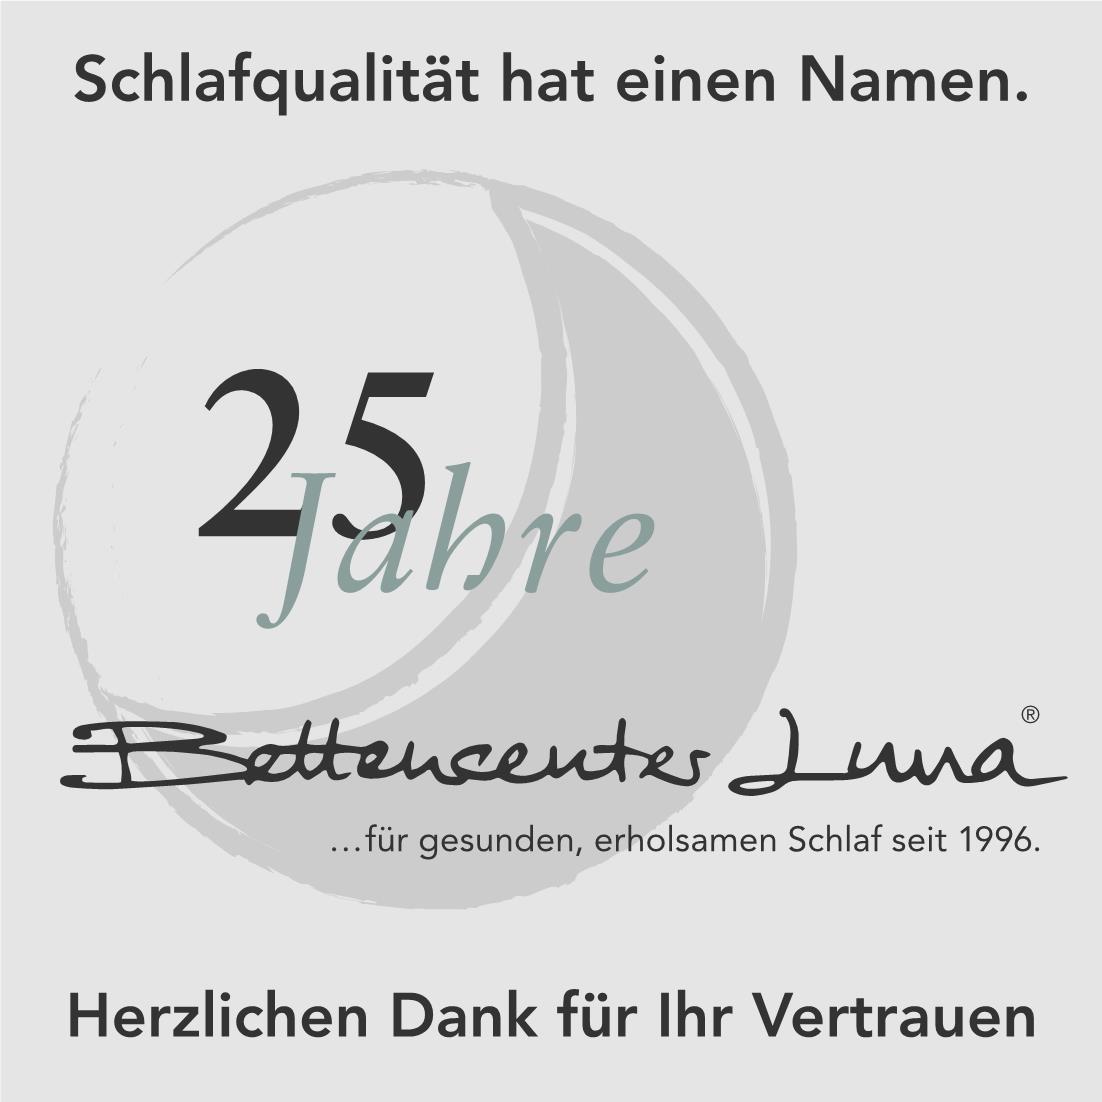 Schlafqualität hat einen Namen.
25
Jahre
Bettencenter Luna®
...für gesunden, erholsamen Schlaf seit 1996.
Herzlichen Dank für Ihr Vertrauen